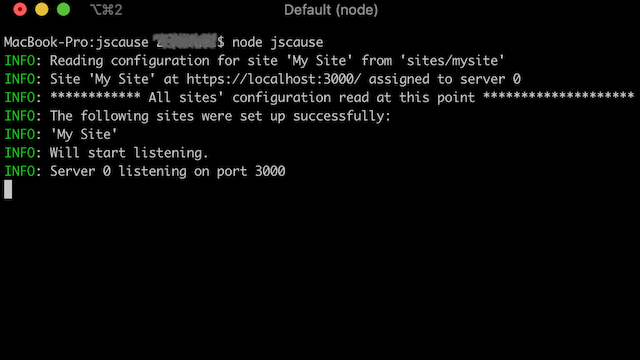 ⌥⌘2
Default (node)
MacBook-Pro:jscause $ node jscause
INFO: Reading configuration for site 'My Site' from 'sites/mysite'
INFO: Site 'My Site' at https://localhost:3000/ assigned to server 0
INFO: ************ All sites' configuration read at this point ********************
INFO: The following sites were set up successfully:
INFO: 'My Site'
INFO: Will start listening.
INFO: Server 0 listening on port 3000